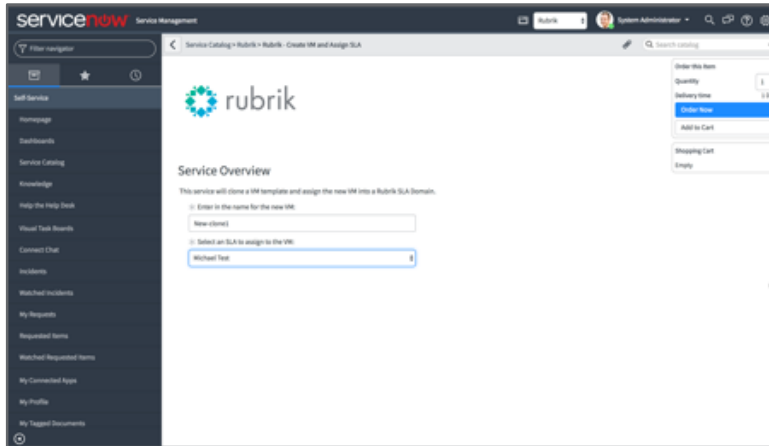 servicenow Service Management
Rubrik
System Administrator
Filter navigator
Service Catalog > Rubrik > Rubrik - Create VM and Assign SLA
Search catalog
Self-Service
Homepage
Dashboards
Service Catalog
Knowledge
Help the Help Desk
Visual Task Boards
Connect Chat
Incidents
Watched Incidents
My Requests
Requested Items
Watched Requested Items
My Connected Apps
My Profile
My Tagged Documents
rubrik
Service Overview
This service will clone a VM template and assign the new VM into a Rubrik SLA Domain.
Enter in the name for the new VM:
New-clone1
Select an SLA to assign to the VM:
Michael Test
Order this Item
Quantity 1
Delivery time
Order Now
Add to Cart
Shopping Cart
Empty